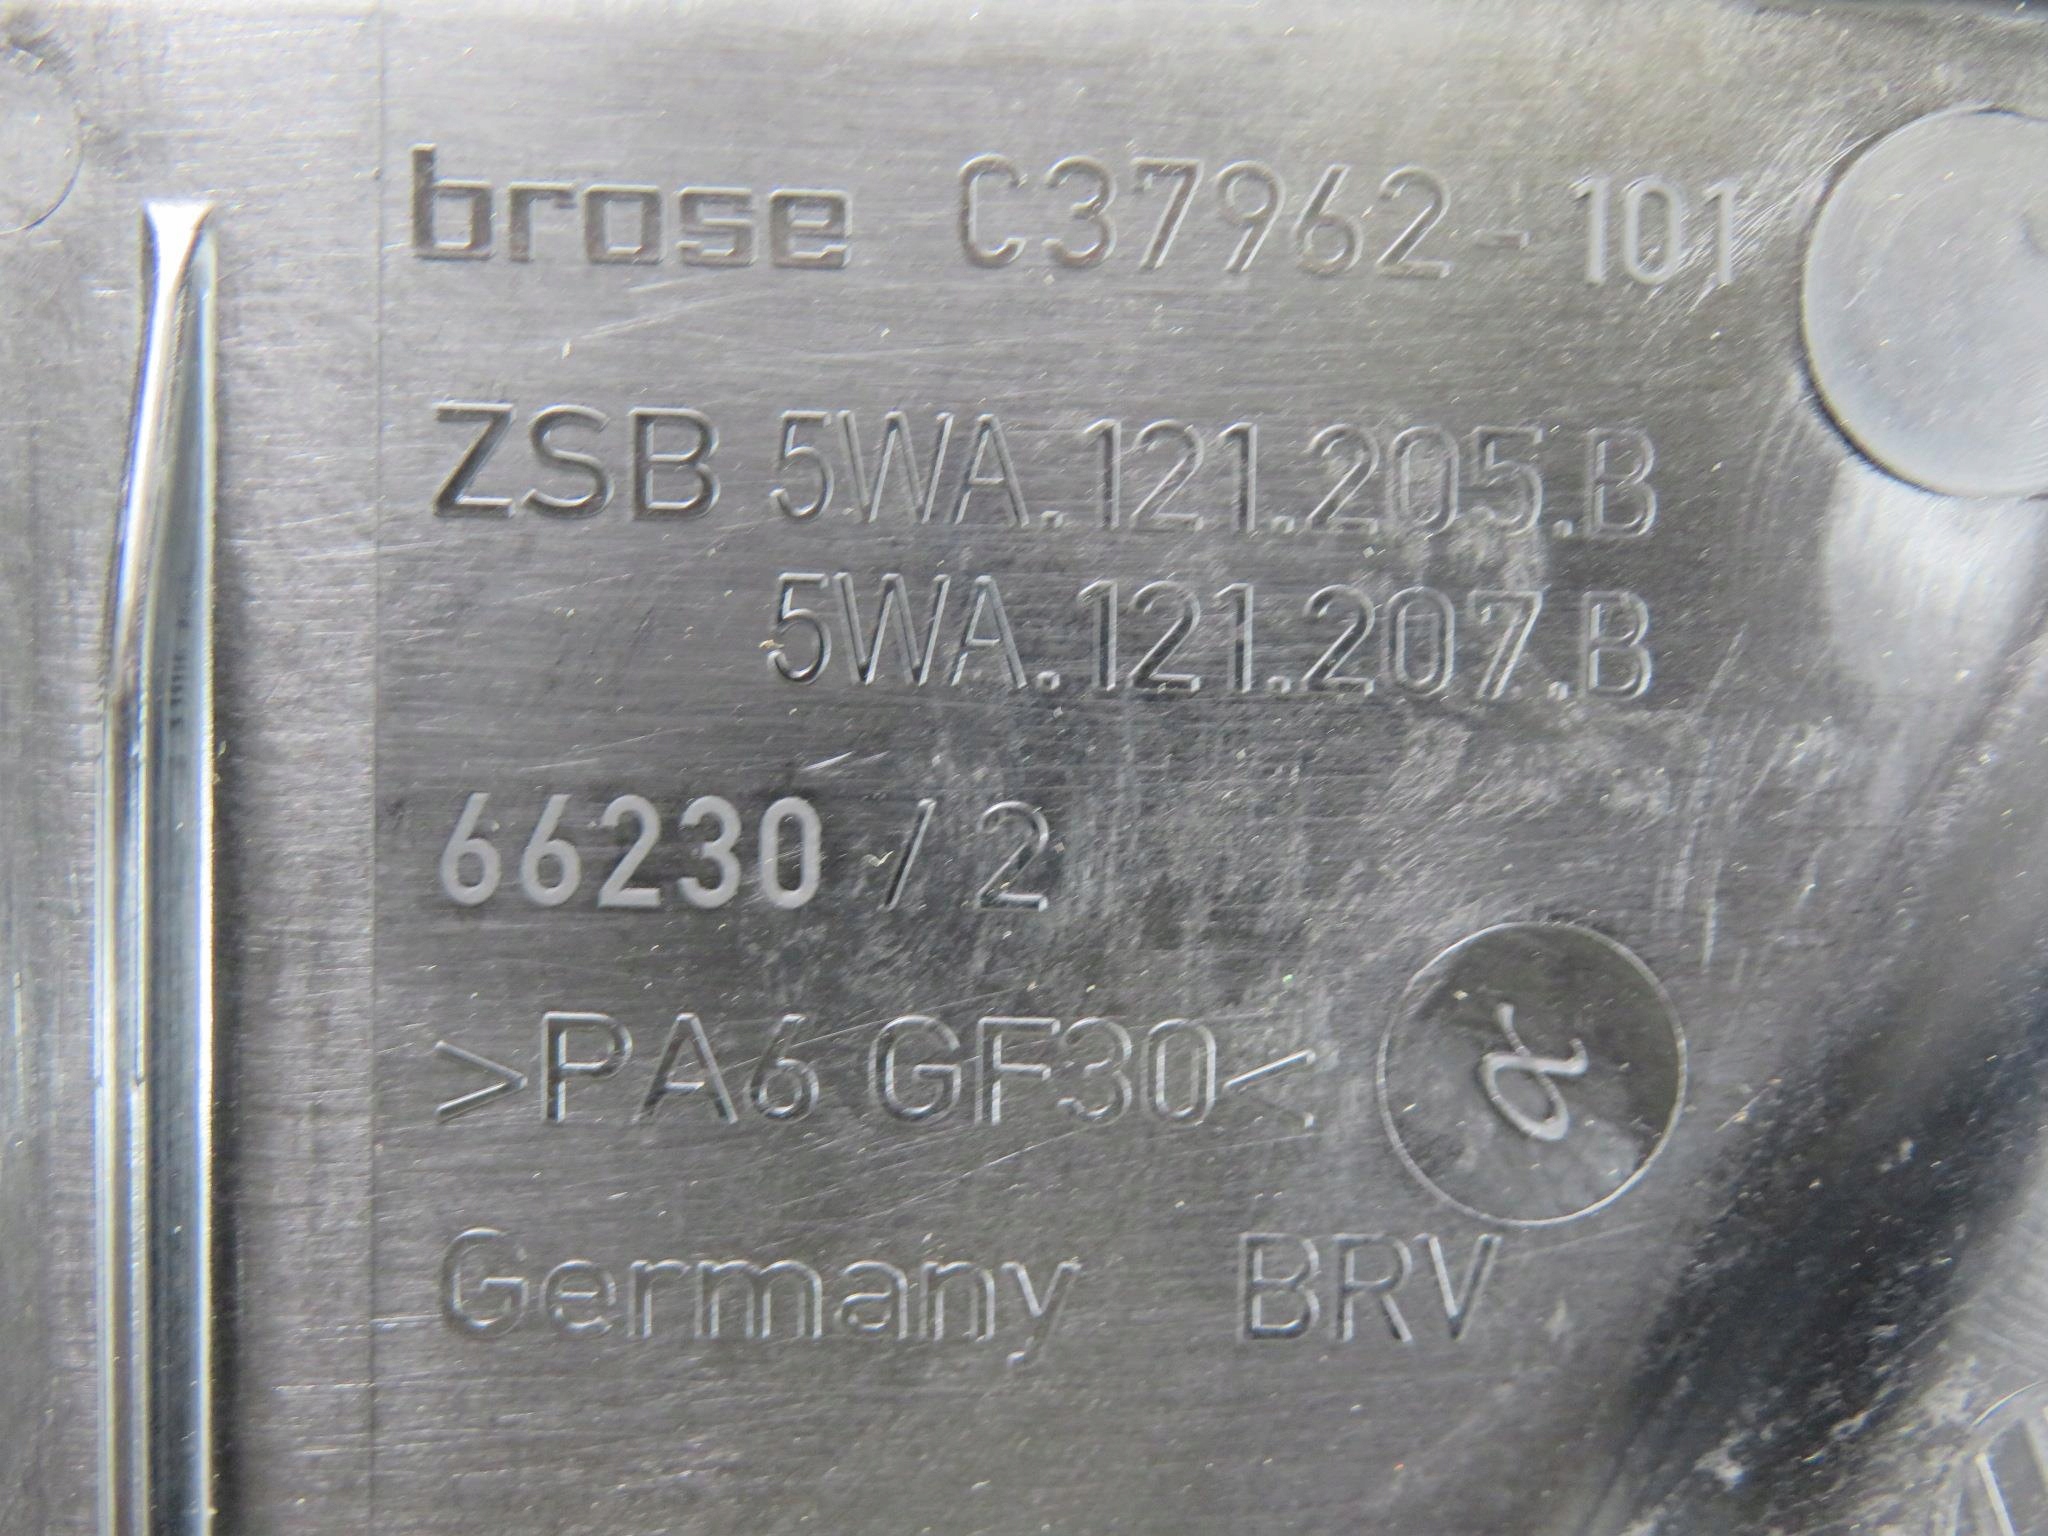 brose C37962-101
ZSB 5WA.121.205.B
5WA.121.207.B
66230 / 2
>PA6 GF30<
α
Germany BRV